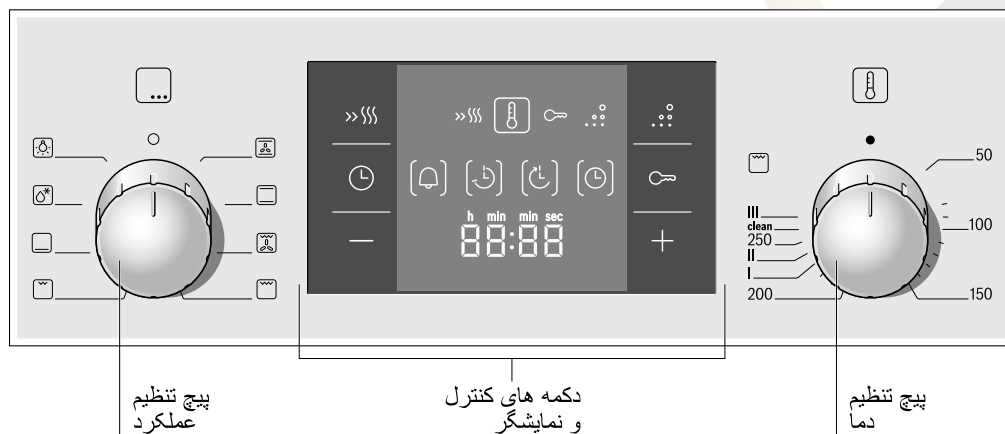 h min min sec
88:88
50
100
150
III
clean
250
II
I
200
پیچ تنظیم
عملکرد
دکمه های کنترل
و نمایشگر
پیچ تنظیم
دما